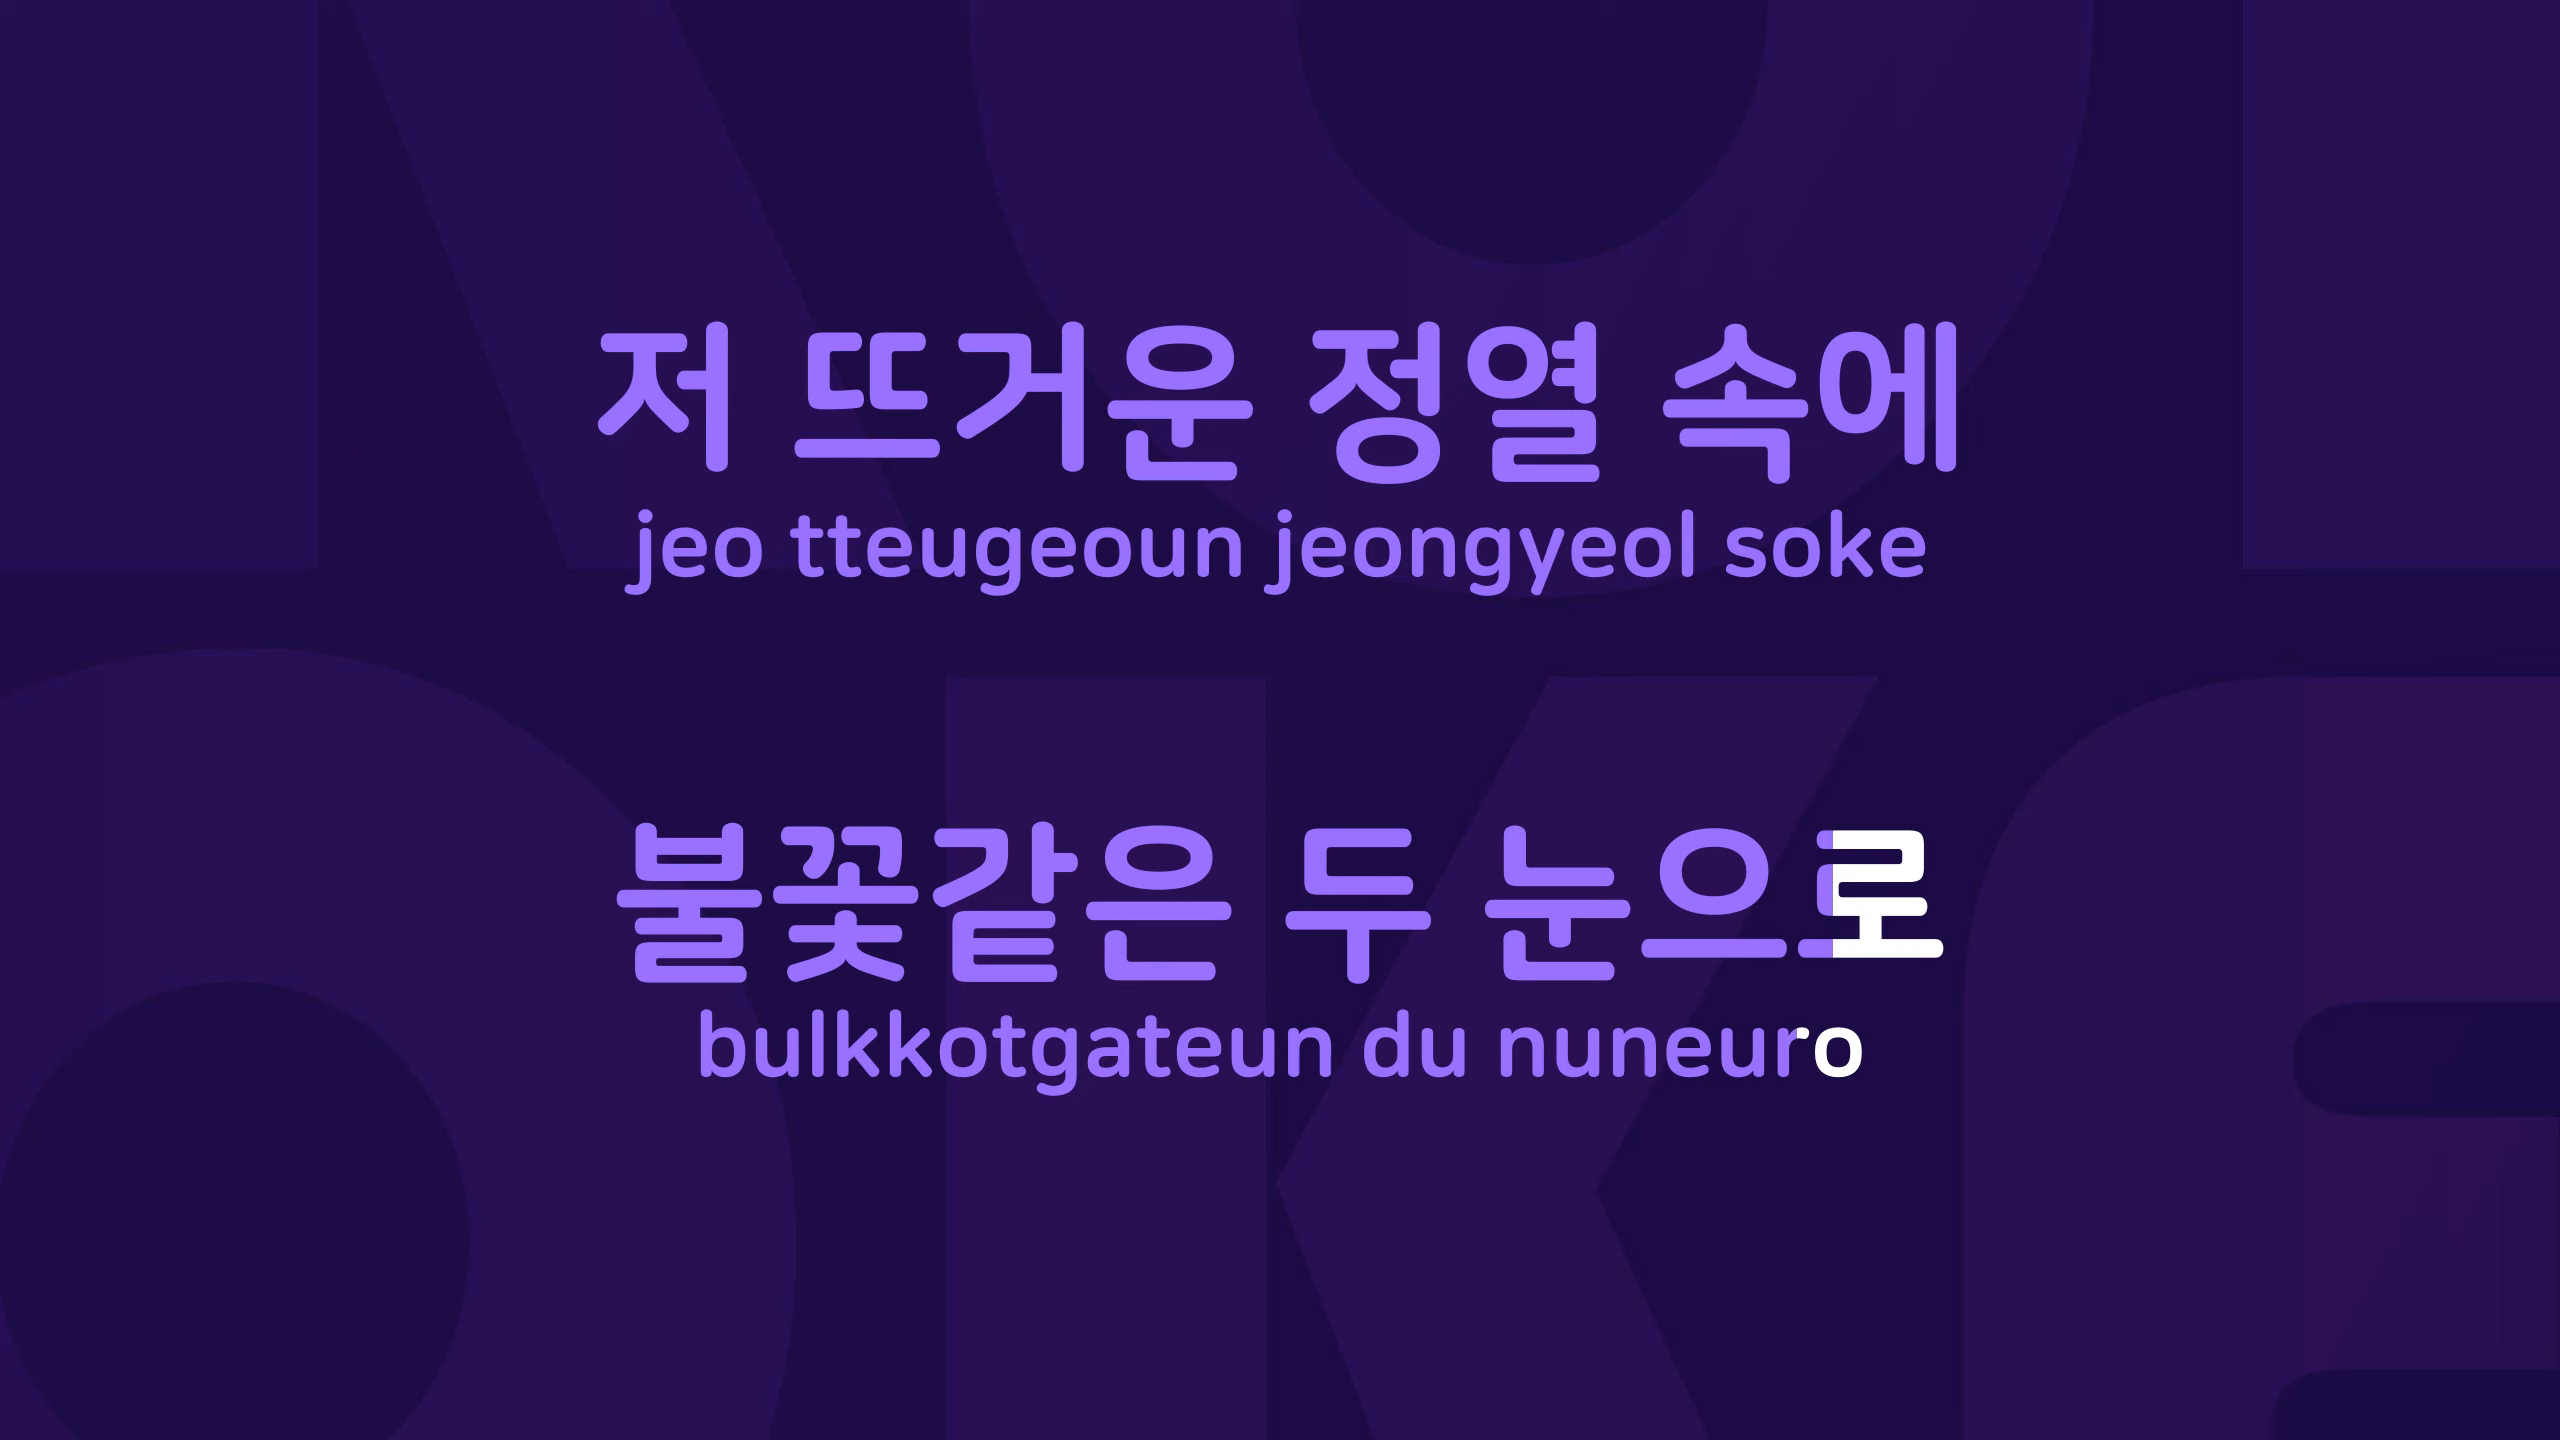 저 뜨거운 정열 속에
jeo tteugeoun jeongyeol soke
불꽃같은 두 눈으로
bulkkotgateun du nuneuro